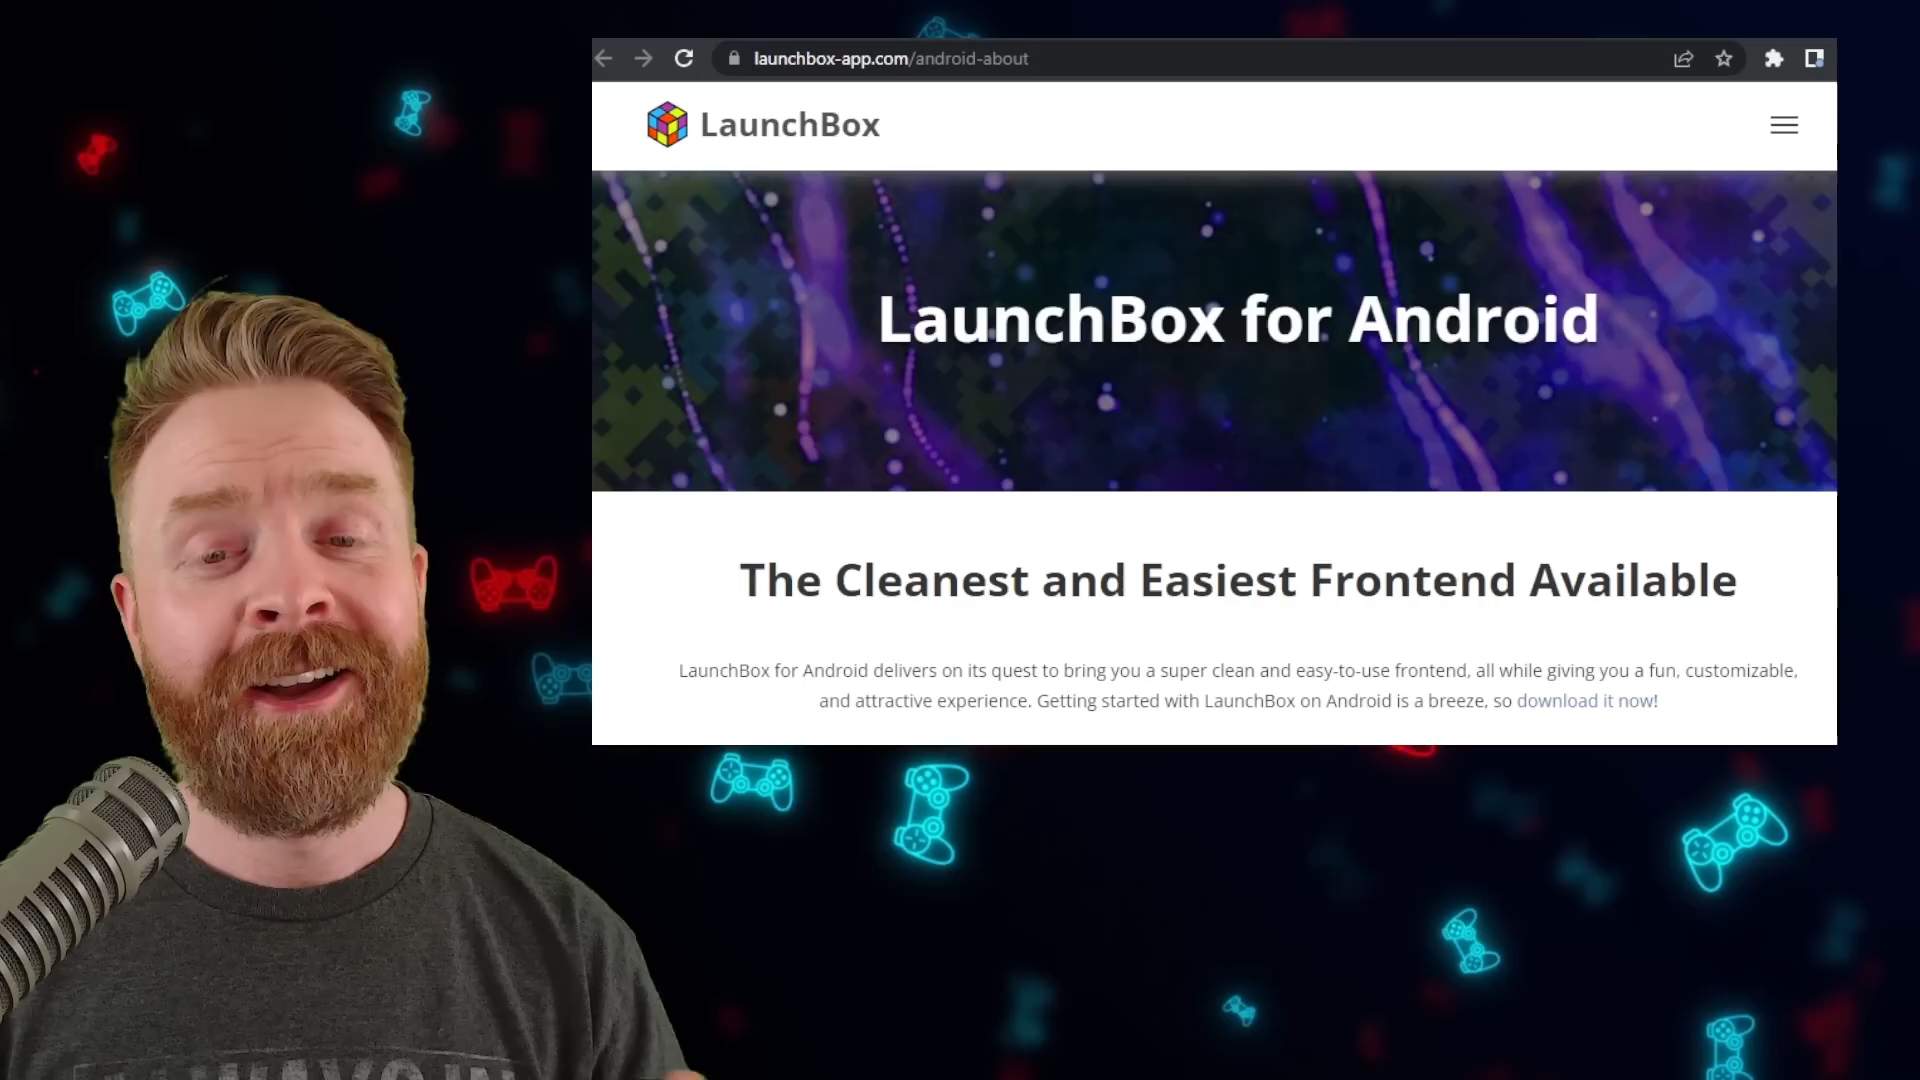 launchbox-app.com/android-about
LaunchBox
LaunchBox for Android
The Cleanest and Easiest Frontend Available
LaunchBox for Android delivers on its quest to bring you a super clean and easy-to-use frontend, all while giving you a fun, customizable,
and attractive experience. Getting started with LaunchBox on Android is a breeze, so download it now!